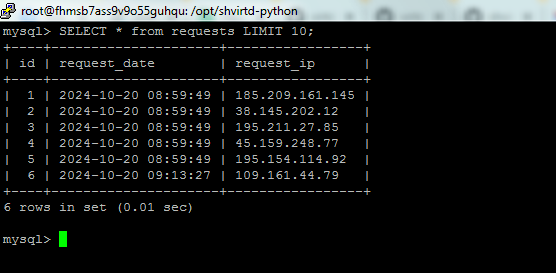 root@fhmsb7ass9v9o55guhqu: /opt/shvirtd-python
mysql> SELECT * from requests LIMIT 10;
+----+---------------------+-----------------+
| id | request_date        | request_ip      |
+----+---------------------+-----------------+
|  1 | 2024-10-20 08:59:49 | 185.209.161.145 |
|  2 | 2024-10-20 08:59:49 | 38.145.202.12   |
|  3 | 2024-10-20 08:59:49 | 195.211.27.85   |
|  4 | 2024-10-20 08:59:49 | 45.159.248.77   |
|  5 | 2024-10-20 08:59:49 | 195.154.114.92  |
|  6 | 2024-10-20 09:13:27 | 109.161.44.79   |
+----+---------------------+-----------------+
6 rows in set (0.01 sec)
mysql>